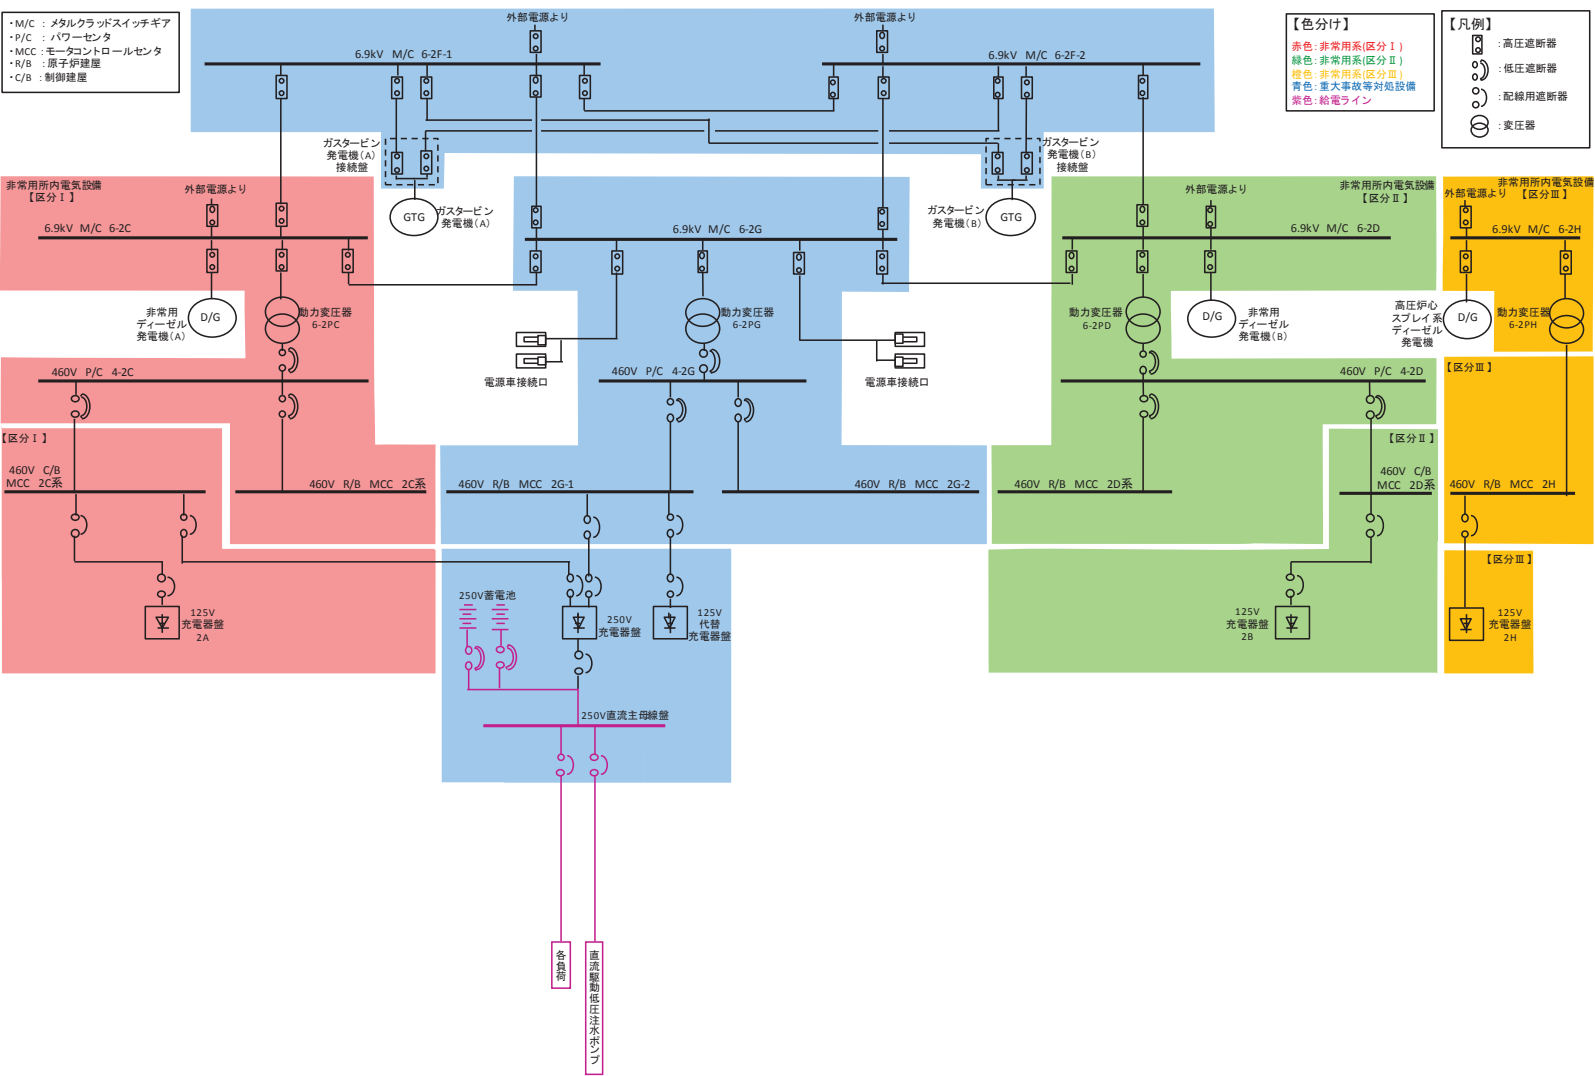 ・M/C ： メタルクラッドスイッチギア
・P/C ： パワーセンタ
・MCC ：モータコントロールセンタ
・R/B ：原子炉建屋
・C/B ：制御建屋
【色分け】
赤色：非常用系(区分Ⅰ)
緑色：非常用系(区分Ⅱ)
橙色：非常用系(区分Ⅲ)
青色：重大事故等対処設備
紫色：給電ライン
【凡例】
：高圧遮断器
：低圧遮断器
：配線用遮断器
：変圧器
外部電源より
外部電源より
6.9kV M/C 6-2F-1
6.9kV M/C 6-2F-2
ガスタービン
発電機(A)
接続盤
ガスタービン
発電機(B)
接続盤
GTG
ガスタービン
発電機(A)
ガスタービン
発電機(B)
GTG
非常用所内電気設備
【区分Ⅰ】
外部電源より
6.9kV M/C 6-2C
6.9kV M/C 6-2G
外部電源より
非常用所内電気設備
【区分Ⅱ】
6.9kV M/C 6-2D
非常用所内電気設備
【区分Ⅲ】
外部電源より
6.9kV M/C 6-2H
非常用
ディーゼル
発電機(A)
D/G
動力変圧器
6-2PC
動力変圧器
6-2PG
電源車接続口
電源車接続口
動力変圧器
6-2PD
D/G
非常用
ディーゼル
発電機(B)
高圧炉心
スプレイ系
ディーゼル
発電機
D/G
動力変圧器
6-2PH
460V P/C 4-2C
460V P/C 4-2G
460V P/C 4-2D
【区分Ⅲ】
【区分Ⅰ】
【区分Ⅱ】
460V C/B
MCC 2C系
460V R/B MCC 2C系
460V R/B MCC 2G-1
460V R/B MCC 2G-2
460V R/B MCC 2D系
460V C/B
MCC 2D系
460V R/B MCC 2H
【区分Ⅲ】
125V
充電器盤
2A
250V蓄電池
250V
充電器盤
125V
代替
充電器盤
125V
充電器盤
2B
125V
充電器盤
2H
250V直流主母線盤
各負荷
直流駆動低圧注水ポンプ